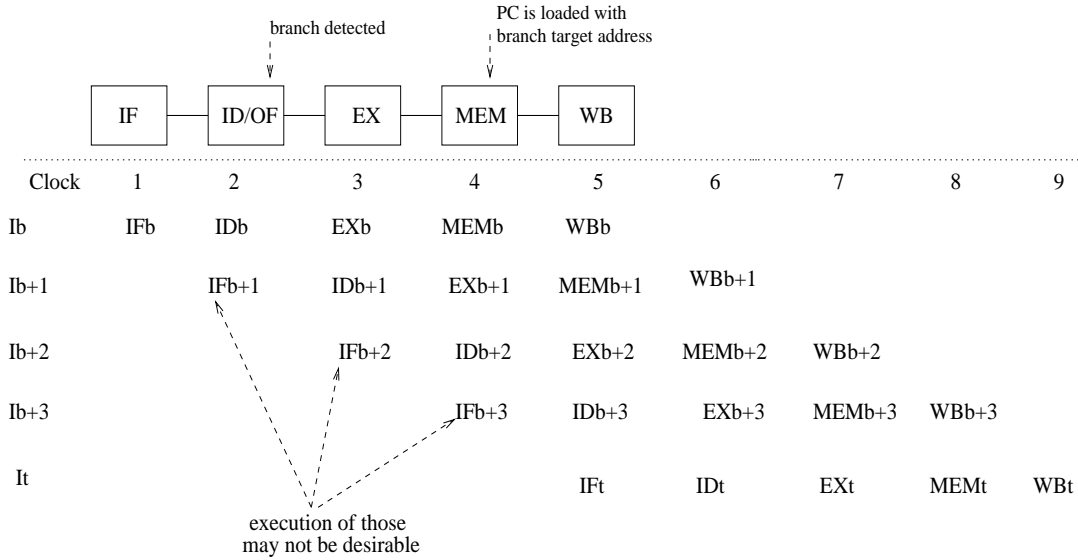 branch detected
PC is loaded with
branch target address
IF ID/OF EX MEM WB
Clock 1 2 3 4 5 6 7 8 9
Ib IFb IDb EXb MEMb WBb
Ib+1 IFb+1 IDb+1 EXb+1 MEMb+1 WBb+1
Ib+2 IFb+2 IDb+2 EXb+2 MEMb+2 WBb+2
Ib+3 IFb+3 IDb+3 EXb+3 MEMb+3 WBb+3
It IFt IDt EXt MEMt WBt
execution of those
may not be desirable